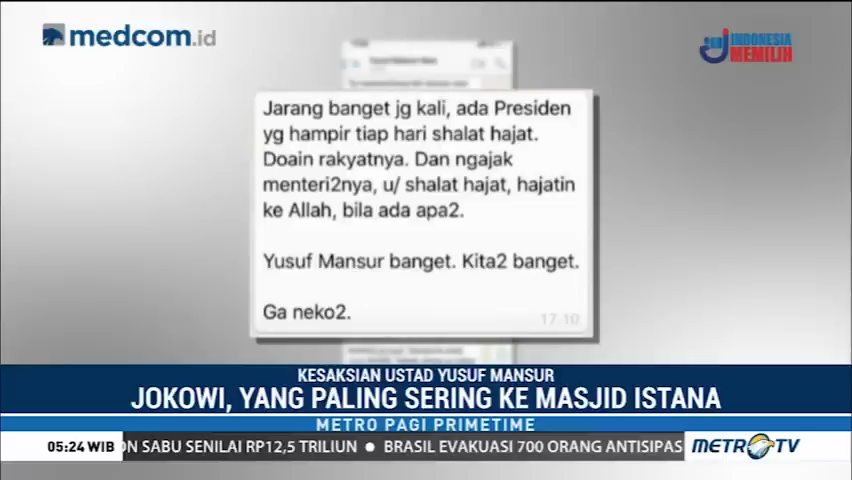 medcom.id
INDONESIA
MEMILIH
Jarang banget jg kali, ada Presiden
yg hampir tiap hari shalat hajat.
Doain rakyatnya. Dan ngajak
menteri2nya, u/ shalat hajat, hajatin
ke Allah, bila ada apa2.
Yusuf Mansur banget. Kita2 banget.
Ga neko2.
17.10
KESAKSIAN USTAD YUSUF MANSUR
JOKOWI, YANG PALING SERING KE MASJID ISTANA
METRO PAGI PRIMETIME
05:24 WIB
ON SABU SENILAI RP12,5 TRILIUN ● BRASIL EVAKUASI 700 ORANG ANTISIPAS
METRO TV